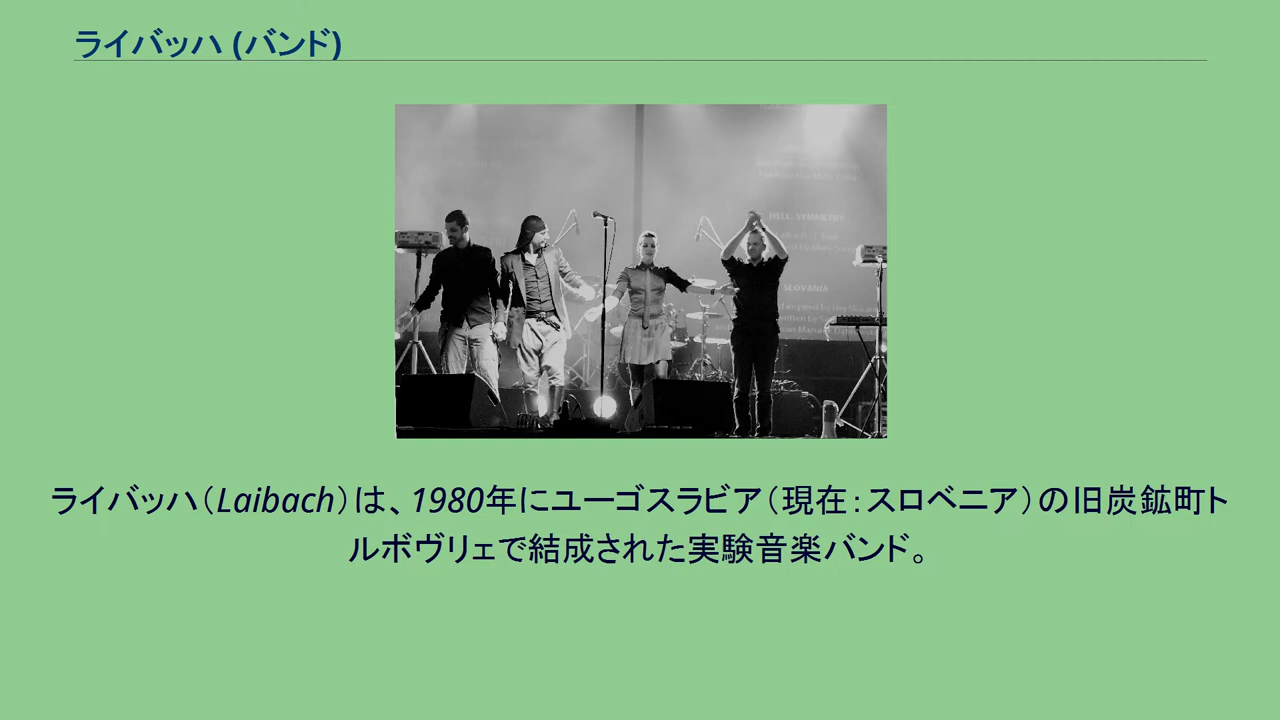 ライバッハ (バンド)
HELL: SYMMETRY
SLOVANIA
ライバッハ（Laibach）は、1980年にユーゴスラビア（現在：スロベニア）の旧炭鉱町ト
ルボヴリェで結成された実験音楽バンド。